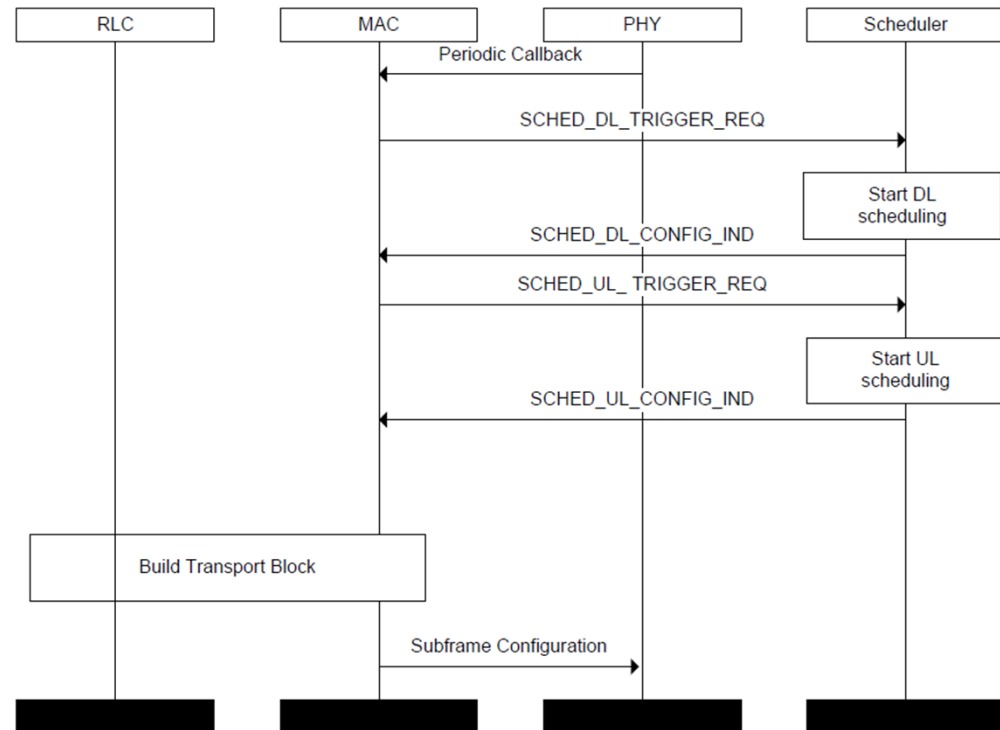 RLC
MAC
PHY
Scheduler
Periodic Callback
SCHED_DL_TRIGGER_REQ
Start DL
scheduling
SCHED_DL_CONFIG_IND
SCHED_UL_ TRIGGER_REQ
Start UL
scheduling
SCHED_UL_CONFIG_IND
Build Transport Block
Subframe Configuration